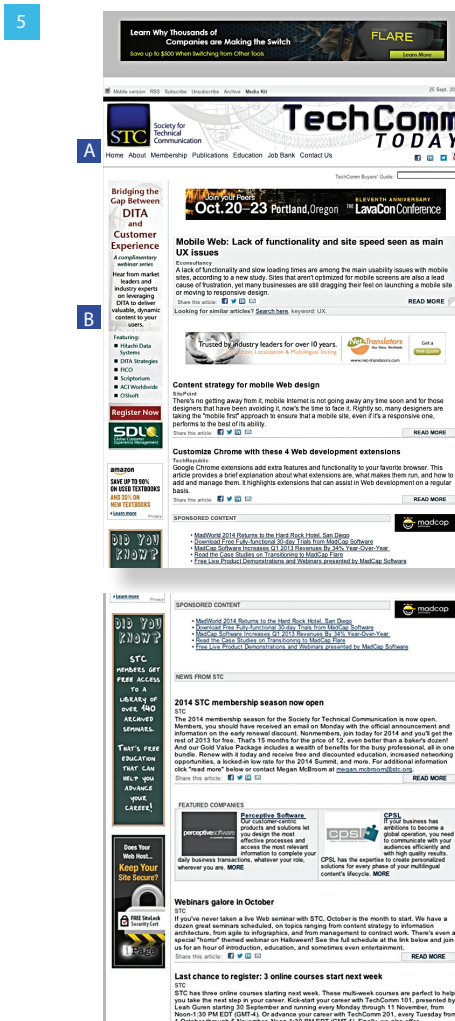 5
Learn Why Thousands of
Companies are Making the Switch
Save up to $500 When Switching from Other Tools
FLARE
Learn More
Mobile version RSS Subscribe Unsubscribe Archive Media Kit
25 Sept. 20
STC
Society for
Technical
Communication
TechComm
TODAY
A
Home About Membership Publications Education Job Bank Contact Us
TechComm Buyers' Guide:
Bridging the
Gap Between
DITA
and
Customer
Experience
A complimentary
webinar series
Hear from market
leaders and
industry experts
on leveraging
DITA to deliver
valuable, dynamic
content to your
users.
Featuring:
Hitachi Data
Systems
DITA Strategies
FICO
Scriptorium
ACI Worldwide
OSIsoft
Register Now
SDL
B
Join your Peers
Oct.20–23 Portland,Oregon
ELEVENTH ANNIVERSARY
The LavaCon Conference
Mobile Web: Lack of functionality and site speed seen as main
UX issues
Econsultancy
A lack of functionality and slow loading times are among the main usability issues with mobile
sites, according to a new study. Sites that aren't optimized for mobile screens are also a lead
cause of frustration, yet many businesses are still dragging their feet on launching a mobile site
or moving to responsive design.
Share this article:
READ MORE
Looking for similar articles? Search here, keyword: UX.
Trusted by industry leaders for over 10 years.
Localization & Multilingual Testing
Net-Translators
www.net-translators.com
Get a
free quote
Content strategy for mobile Web design
SitePoint
There's no getting away from it, mobile Internet is not going away any time soon and for those
designers that have been avoiding it, now's the time to face it. Rightly so, many designers are
taking the "mobile first" approach to ensure that a mobile site, even if it's a responsive one,
performs to the best of its ability.
Share this article:
READ MORE
Customize Chrome with these 4 Web development extensions
TechRepublic
Google Chrome extensions add extra features and functionality to your favorite browser. This
article provides a brief explanation about what extensions are, what makes them run, and how to
add and manage them. It highlights extensions that can assist in Web development on a regular
basis.
Share this article:
READ MORE
amazon
SAVE UP TO 90%
ON USED TEXTBOOKS
AND 30% ON
NEW TEXTBOOKS
Learn more
Privacy
DID YOU
KNOW?
SPONSORED CONTENT
madcap
• MadWorld 2014 Returns to the Hard Rock Hotel, San Diego
• Download Free Fully-functional 30-day Trials from MadCap Software
• MadCap Software Increases Q1 2013 Revenues By 34% Year-Over-Year
• Read the Case Studies on Transitioning to MadCap Flare
• Free Live Product Demonstrations and Webinars presented by MadCap Software
Learn more
Privacy
SPONSORED CONTENT
madcap
• MadWorld 2014 Returns to the Hard Rock Hotel, San Diego
• Download Free Fully-functional 30-day Trials from MadCap Software
• MadCap Software Increases Q1 2013 Revenues By 34% Year-Over-Year
• Read the Case Studies on Transitioning to MadCap Flare
• Free Live Product Demonstrations and Webinars presented by MadCap Software
DID YOU
KNOW?
STC
MEMBERS GET
FREE ACCESS
TO A
LIBRARY OF
OVER 140
ARCHIVED
SEMINARS.
THAT'S FREE
EDUCATION
THAT CAN
HELP YOU
ADVANCE
YOUR
CAREER!
NEWS FROM STC
2014 STC membership season now open
STC
The 2014 membership season for the Society for Technical Communication is now open.
Members, you should have received an email on Monday with the official announcement and
information on the early renewal discount. Nonmembers, join today for 2014 and you'll get the
rest of 2013 for free. That's 15 months for the price of 12, even better than a baker's dozen!
And our Gold Value Package includes a wealth of benefits for the busy professional, all in one
bundle. Renew with it today and receive free and discounted education, increased networking
opportunities, a locked-in low rate for the 2014 Summit, and more. For additional information
click "read more" below or contact Megan McBroom at megan.mcbroom@stc.org.
Share this article:
READ MORE
FEATURED COMPANIES
perceptivesoftware
Perceptive Software
Our customer-centric
products and solutions let
you design the most
effective processes and
access the most relevant
information to complete your
daily business transactions, whatever your role,
wherever you are. MORE
cpsl
CPSL
If your business has
ambitions to become a
global operation, you need
to communicate with your
audiences efficiently and
with high quality results.
CPSL has the expertise to create personalized
solutions for every phase of your multilingual
content's lifecycle. MORE
Does Your
Web Host...
Keep Your
Site Secure?
FREE SiteLock
Security Cert
iPage
Webinars galore in October
STC
If you've never taken a live Web seminar with STC, October is the month to start. We have a
dozen great seminars scheduled, on topics ranging from content strategy to information
architecture, from agile to infographics, and from management to contract work. There's even a
special "horror" themed webinar on Halloween! See the full schedule at the link below and join
us for an hour of introduction, education, and sometimes even entertainment.
Share this article:
READ MORE
Last chance to register: 3 online courses start next week
STC
STC has three online courses starting next week. These multi-week courses are perfect to help
you take the next step in your career. Kick-start your career with TechComm 101, presented by
Leah Guren starting 30 September and running every Monday through 11 November, from
Noon-1:30 PM EDT (GMT-4). Or advance your career with TechComm 201, every Tuesday from